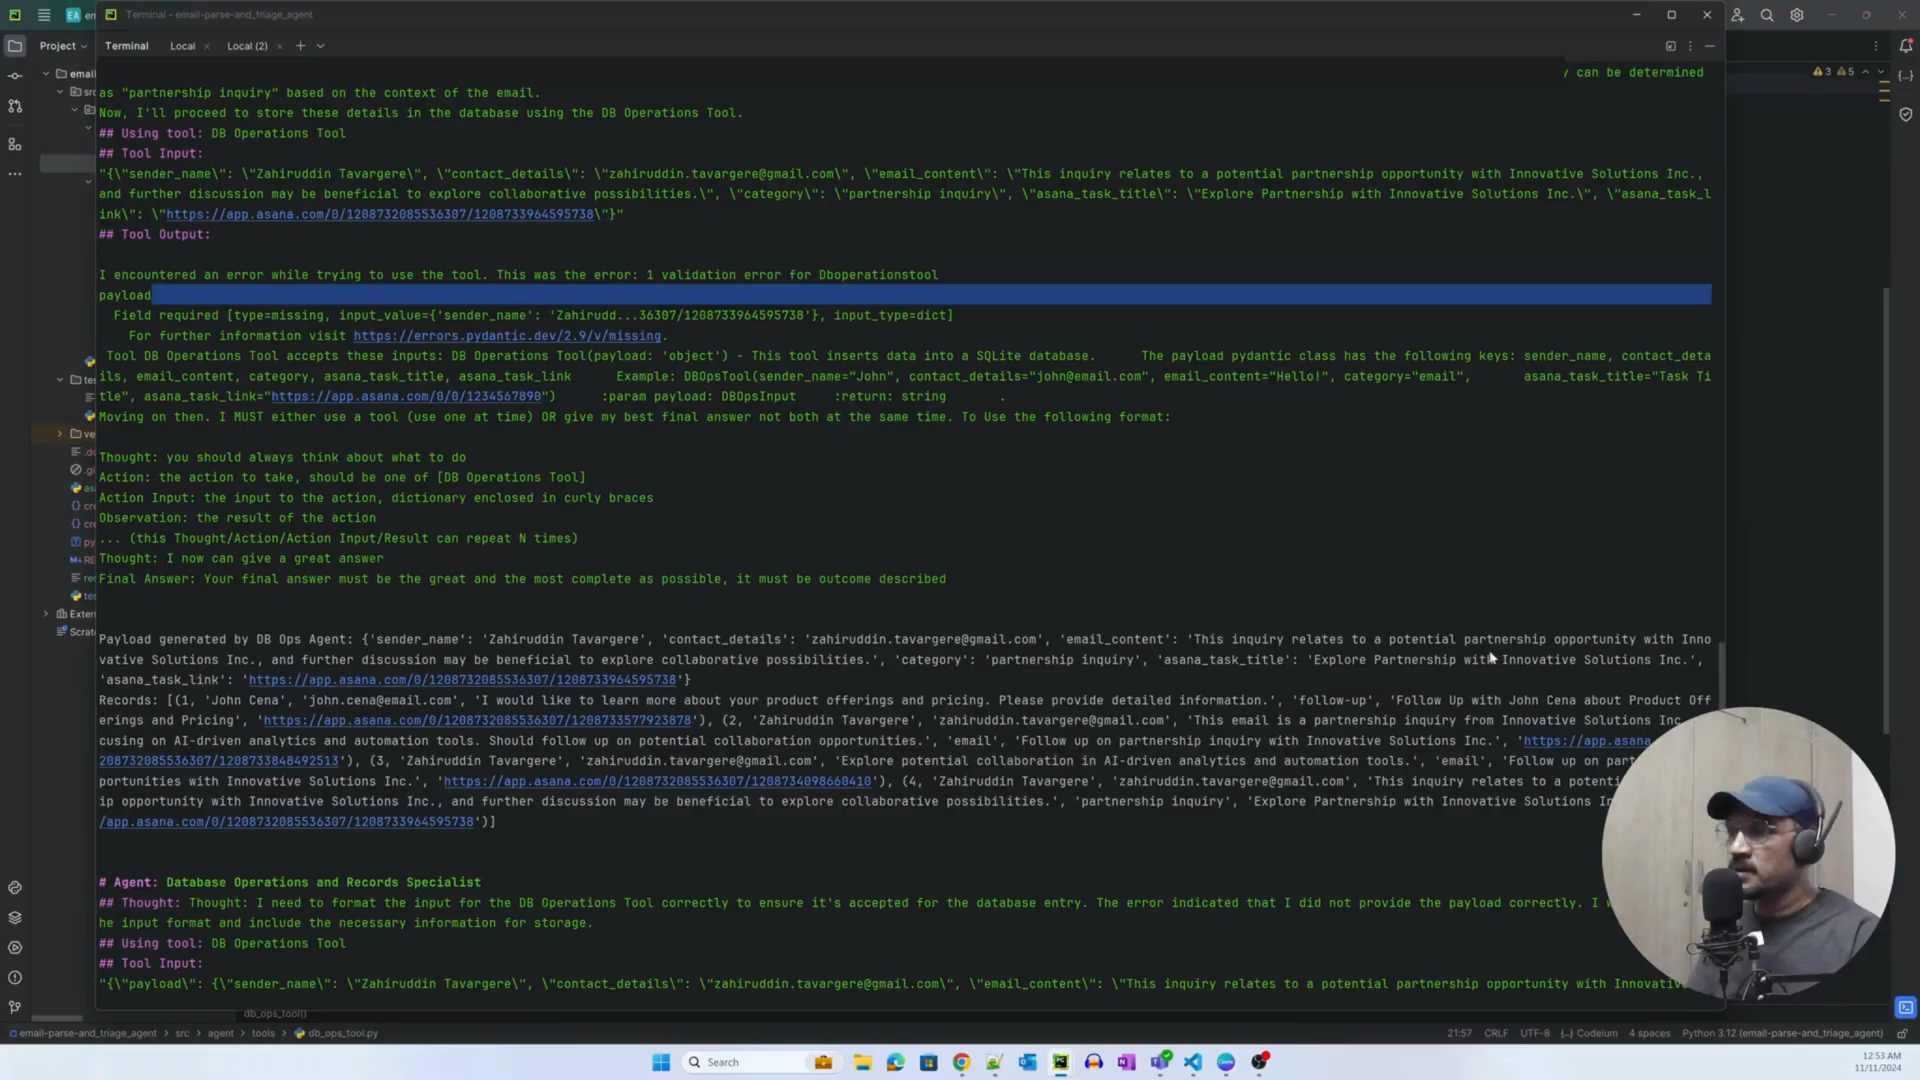 EA
en
Terminal - email-parse-and_triage_agent
Project
Terminal
Local
Local (2)
email
src
can be determined
3
5
as "partnership inquiry" based on the context of the email.
Now, I'll proceed to store these details in the database using the DB Operations Tool.
## Using tool: DB Operations Tool
## Tool Input:
"{\"sender_name\": \"Zahiruddin Tavargere\", \"contact_details\": \"zahiruddin.tavargere@gmail.com\", \"email_content\": \"This inquiry relates to a potential partnership opportunity with Innovative Solutions Inc.,
and further discussion may be beneficial to explore collaborative possibilities.\", \"category\": \"partnership inquiry\", \"asana_task_title\": \"Explore Partnership with Innovative Solutions Inc.\", \"asana_task_l
ink\": \"https://app.asana.com/0/1208732085536307/1208733964595738\"}"
## Tool Output:
I encountered an error while trying to use the tool. This was the error: 1 validation error for Dboperationstool
payload
Field required [type=missing, input_value={'sender_name': 'Zahirudd...36307/1208733964595738'}, input_type=dict]
For further information visit https://errors.pydantic.dev/2.9/v/missing.
Tool DB Operations Tool accepts these inputs: DB Operations Tool(payload: 'object') - This tool inserts data into a SQLite database. The payload pydantic class has the following keys: sender_name, contact_deta
ils, email_content, category, asana_task_title, asana_task_link Example: DBOpsTool(sender_name="John", contact_details="john@email.com", email_content="Hello!", category="email", asana_task_title="Task Ti
tle", asana_task_link="https://app.asana.com/0/0/1234567890") :param payload: DBOpsInput :return: string .
Moving on then. I MUST either use a tool (use one at time) OR give my best final answer not both at the same time. To Use the following format:
Thought: you should always think about what to do
Action: the action to take, should be one of [DB Operations Tool]
Action Input: the input to the action, dictionary enclosed in curly braces
Observation: the result of the action
... (this Thought/Action/Action Input/Result can repeat N times)
Thought: I now can give a great answer
Final Answer: Your final answer must be the great and the most complete as possible, it must be outcome described
Payload generated by DB Ops Agent: {'sender_name': 'Zahiruddin Tavargere', 'contact_details': 'zahiruddin.tavargere@gmail.com', 'email_content': 'This inquiry relates to a potential partnership opportunity with Inno
vative Solutions Inc., and further discussion may be beneficial to explore collaborative possibilities.', 'category': 'partnership inquiry', 'asana_task_title': 'Explore Partnership with Innovative Solutions Inc.',
'asana_task_link': 'https://app.asana.com/0/1208732085536307/1208733964595738'}
Records: [(1, 'John Cena', 'john.cena@email.com', 'I would like to learn more about your product offerings and pricing. Please provide detailed information.', 'follow-up', 'Follow Up with John Cena about Product Off
erings and Pricing', 'https://app.asana.com/0/1208732085536307/1208733577923878'), (2, 'Zahiruddin Tavargere', 'zahiruddin.tavargere@gmail.com', 'This email is a partnership inquiry from Innovative Solutions Inc
cusing on AI-driven analytics and automation tools. Should follow up on potential collaboration opportunities.', 'email', 'Follow up on partnership inquiry with Innovative Solutions Inc.', 'https://app.asana
208732085536307/1208733848492513'), (3, 'Zahiruddin Tavargere', 'zahiruddin.tavargere@gmail.com', 'Explore potential collaboration in AI-driven analytics and automation tools.', 'email', 'Follow up on part
portunities with Innovative Solutions Inc.', 'https://app.asana.com/0/1208732085536307/1208734098660410'), (4, 'Zahiruddin Tavargere', 'zahiruddin.tavargere@gmail.com', 'This inquiry relates to a potenti
ip opportunity with Innovative Solutions Inc., and further discussion may be beneficial to explore collaborative possibilities.', 'partnership inquiry', 'Explore Partnership with Innovative Solutions In
/app.asana.com/0/1208732085536307/1208733964595738')]
# Agent: Database Operations and Records Specialist
## Thought: Thought: I need to format the input for the DB Operations Tool correctly to ensure it's accepted for the database entry. The error indicated that I did not provide the payload correctly. I w
he input format and include the necessary information for storage.
## Using tool: DB Operations Tool
## Tool Input:
"{\"payload\": {\"sender_name\": \"Zahiruddin Tavargere\", \"contact_details\": \"zahiruddin.tavargere@gmail.com\", \"email_content\": \"This inquiry relates to a potential partnership opportunity with Innovativ
tes
ve
.do
as
cre
cre
py
RE
rec
tes
Exter
Scrat
db_ops_tool()
email-parse-and_triage_agent
src
agent
tools
db_ops_tool.py
21:57
CRLF
UTF-8
Codeium
4 spaces
Python 3.12 (email-parse-and_triage_agent)
Search
12:53 AM
11/11/2024